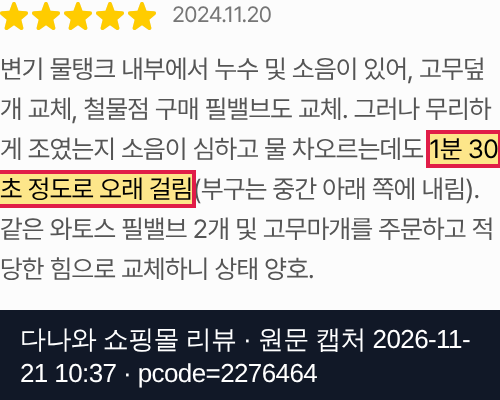 2024.11.20
변기 물탱크 내부에서 누수 및 소음이 있어, 고무덮
개 교체, 철물점 구매 필밸브도 교체. 그러나 무리하
게 조였는지 소음이 심하고 물 차오르는데도 1분 30
초 정도로 오래 걸림(부구는 중간 아래 쪽에 내림).
같은 와토스 필밸브 2개 및 고무마개를 주문하고 적
당한 힘으로 교체하니 상태 양호.
다나와 쇼핑몰 리뷰 · 원문 캡처 2026-11-
21 10:37 · pcode=2276464